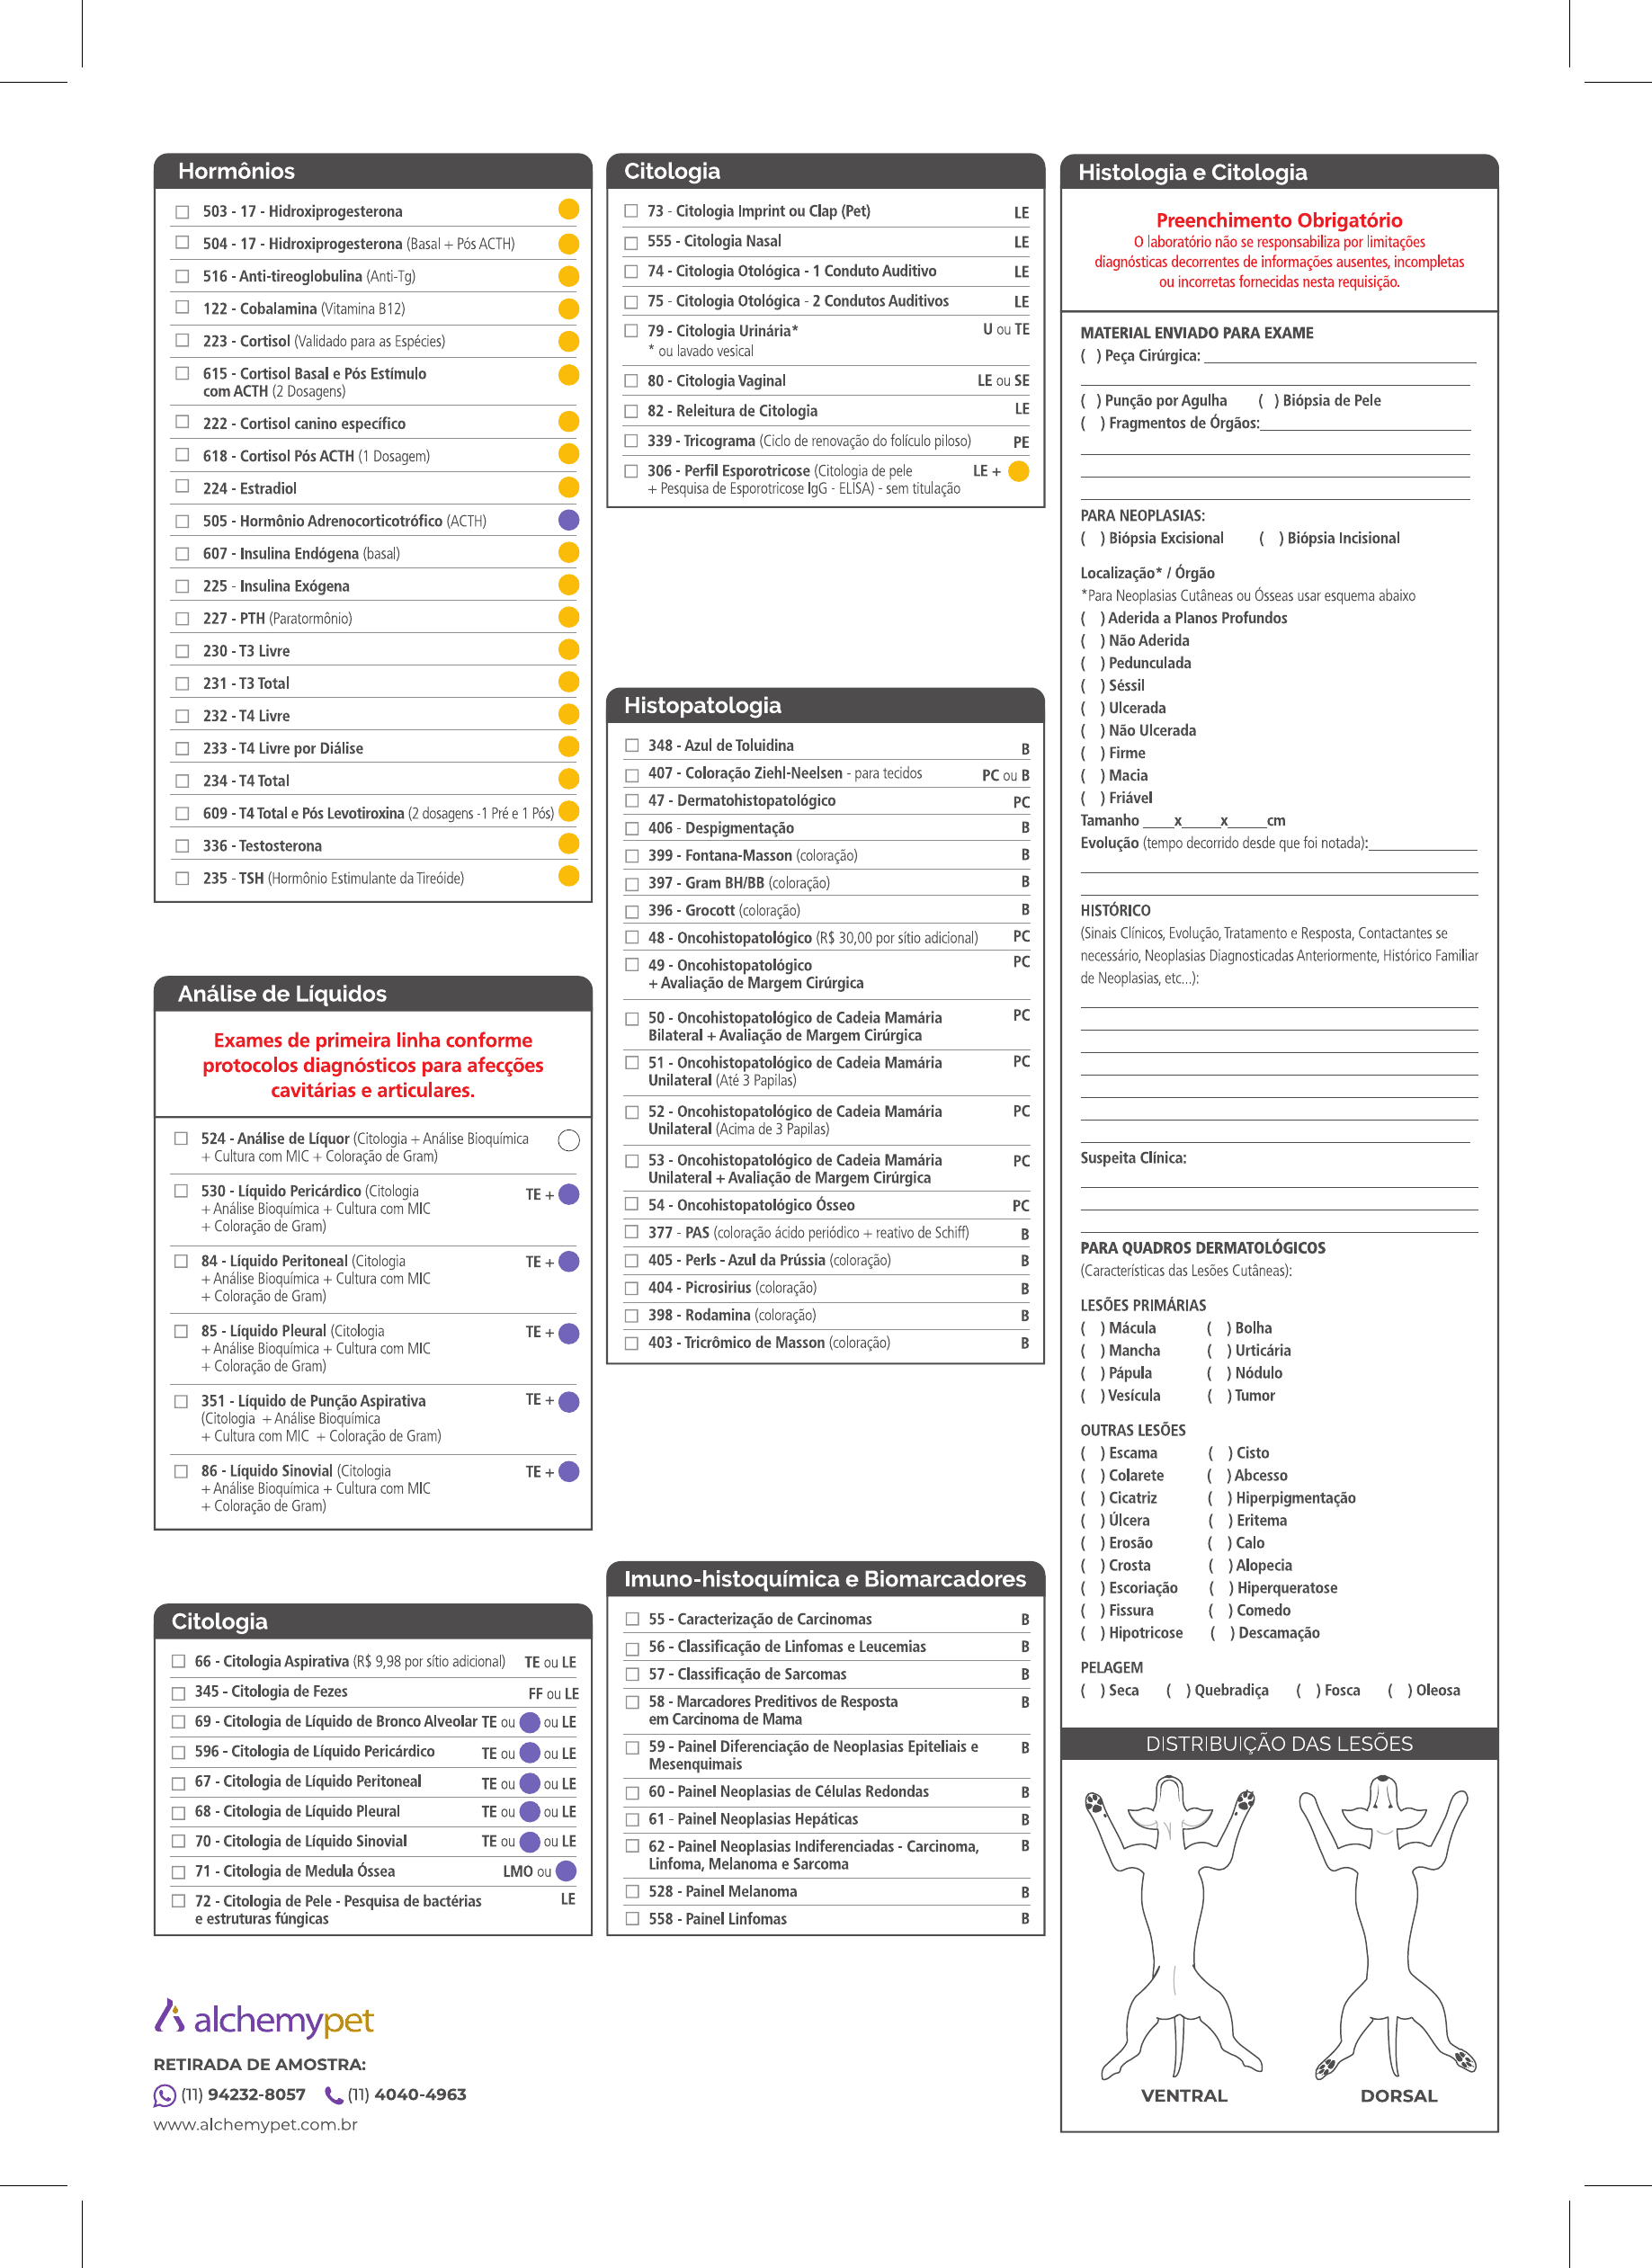 Hormônios
503 - 17 - Hidroxiprogesterona
504 - 17 - Hidroxiprogesterona (Basal + Pós ACTH)
516 - Anti-tireoglobulina (Anti-Tg)
122 - Cobalamina (Vitamina B12)
223 - Cortisol (Validado para as Espécies)
615 - Cortisol Basal e Pós Estímulo
com ACTH (2 Dosagens)
222 - Cortisol canino específico
618 - Cortisol Pós ACTH (1 Dosagem)
224 - Estradiol
505 - Hormônio Adrenocorticotrófico (ACTH)
607 - Insulina Endógena (basal)
225 - Insulina Exógena
227 - PTH (Paratormônio)
230 - T3 Livre
231 - T3 Total
232 - T4 Livre
233 - T4 Livre por Diálise
234 - T4 Total
609 - T4 Total e Pós Levotiroxina (2 dosagens -1 Pré e 1 Pós)
336 - Testosterona
235 - TSH (Hormônio Estimulante da Tireóide)
Análise de Líquidos
Exames de primeira linha conforme
protocolos diagnósticos para afecções
cavitárias e articulares.
524 - Análise de Líquor (Citologia + Análise Bioquímica
+ Cultura com MIC + Coloração de Gram)
530 - Líquido Pericárdico (Citologia TE +
+ Análise Bioquímica + Cultura com MIC
+ Coloração de Gram)
84 - Líquido Peritoneal (Citologia TE +
+ Análise Bioquímica + Cultura com MIC
+ Coloração de Gram)
85 - Líquido Pleural (Citologia TE +
+ Análise Bioquímica + Cultura com MIC
+ Coloração de Gram)
351 - Líquido de Punção Aspirativa TE +
(Citologia + Análise Bioquímica
+ Cultura com MIC + Coloração de Gram)
86 - Líquido Sinovial (Citologia TE +
+ Análise Bioquímica + Cultura com MIC
+ Coloração de Gram)
Citologia
66 - Citologia Aspirativa (R$ 9,98 por sítio adicional) TE ou LE
345 - Citologia de Fezes FF ou LE
69 - Citologia de Líquido de Bronco Alveolar TE ou ou LE
596 - Citologia de Líquido Pericárdico TE ou ou LE
67 - Citologia de Líquido Peritoneal TE ou ou LE
68 - Citologia de Líquido Pleural TE ou ou LE
70 - Citologia de Líquido Sinovial TE ou ou LE
71 - Citologia de Medula Óssea LMO ou
72 - Citologia de Pele - Pesquisa de bactérias LE
e estruturas fúngicas
alchemypet
RETIRADA DE AMOSTRA:
(11) 94232-8057 (11) 4040-4963
www.alchemypet.com.br
Citologia
73 - Citologia Imprint ou Clap (Pet) LE
555 - Citologia Nasal LE
74 - Citologia Otológica - 1 Conduto Auditivo LE
75 - Citologia Otológica - 2 Condutos Auditivos LE
79 - Citologia Urinária* U ou TE
* ou lavado vesical
80 - Citologia Vaginal LE ou SE
82 - Releitura de Citologia LE
339 - Tricograma (Ciclo de renovação do folículo piloso) PE
306 - Perfil Esporotricose (Citologia de pele LE +
+ Pesquisa de Esporotricose IgG - ELISA) - sem titulação
Histopatologia
348 - Azul de Toluidina B
407 - Coloração Ziehl-Neelsen - para tecidos PC ou B
47 - Dermatohistopatológico PC
406 - Despigmentação B
399 - Fontana-Masson (coloração) B
397 - Gram BH/BB (coloração) B
396 - Grocott (coloração) B
48 - Oncohistopatológico (R$ 30,00 por sítio adicional) PC
49 - Oncohistopatológico PC
+ Avaliação de Margem Cirúrgica
50 - Oncohistopatológico de Cadeia Mamária PC
Bilateral + Avaliação de Margem Cirúrgica
51 - Oncohistopatológico de Cadeia Mamária PC
Unilateral (Até 3 Papilas)
52 - Oncohistopatológico de Cadeia Mamária PC
Unilateral (Acima de 3 Papilas)
53 - Oncohistopatológico de Cadeia Mamária PC
Unilateral + Avaliação de Margem Cirúrgica
54 - Oncohistopatológico Ósseo PC
377 - PAS (coloração ácido periódico + reativo de Schiff) B
405 - Perls - Azul da Prússia (coloração) B
404 - Picrosirius (coloração) B
398 - Rodamina (coloração) B
403 - Tricrômico de Masson (coloração) B
Imuno-histoquímica e Biomarcadores
55 - Caracterização de Carcinomas B
56 - Classificação de Linfomas e Leucemias B
57 - Classificação de Sarcomas B
58 - Marcadores Preditivos de Resposta B
em Carcinoma de Mama
59 - Painel Diferenciação de Neoplasias Epiteliais e B
Mesenquimais
60 - Painel Neoplasias de Células Redondas B
61 - Painel Neoplasias Hepáticas B
62 - Painel Neoplasias Indiferenciadas - Carcinoma, B
Linfoma, Melanoma e Sarcoma
528 - Painel Melanoma B
558 - Painel Linfomas B
Histologia e Citologia
Preenchimento Obrigatório
O laboratório não se responsabiliza por limitações
diagnósticas decorrentes de informações ausentes, incompletas
ou incorretas fornecidas nesta requisição.
MATERIAL ENVIADO PARA EXAME
( ) Peça Cirúrgica:
( ) Punção por Agulha ( ) Biópsia de Pele
( ) Fragmentos de Órgãos:
PARA NEOPLASIAS:
( ) Biópsia Excisional ( ) Biópsia Incisional
Localização* / Órgão
*Para Neoplasias Cutâneas ou Ósseas usar esquema abaixo
( ) Aderida a Planos Profundos
( ) Não Aderida
( ) Pedunculada
( ) Séssil
( ) Ulcerada
( ) Não Ulcerada
( ) Firme
( ) Macia
( ) Friável
Tamanho ____x_____x_____cm
Evolução (tempo decorrido desde que foi notada):
HISTÓRICO
(Sinais Clínicos, Evolução, Tratamento e Resposta, Contactantes se
necessário, Neoplasias Diagnosticadas Anteriormente, Histórico Familiar
de Neoplasias, etc...):
Suspeita Clínica:
PARA QUADROS DERMATOLÓGICOS
(Características das Lesões Cutâneas):
LESÕES PRIMÁRIAS
( ) Mácula ( ) Bolha
( ) Mancha ( ) Urticária
( ) Pápula ( ) Nódulo
( ) Vesícula ( ) Tumor
OUTRAS LESÕES
( ) Escama ( ) Cisto
( ) Colarete ( ) Abcesso
( ) Cicatriz ( ) Hiperpigmentação
( ) Úlcera ( ) Eritema
( ) Erosão ( ) Calo
( ) Crosta ( ) Alopecia
( ) Escoriação ( ) Hiperqueratose
( ) Fissura ( ) Comedo
( ) Hipotricose ( ) Descamação
PELAGEM
( ) Seca ( ) Quebradiça ( ) Fosca ( ) Oleosa
DISTRIBUIÇÃO DAS LESÕES
VENTRAL DORSAL